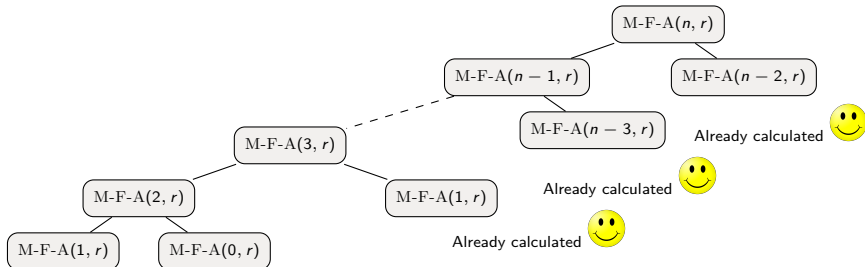 M-F-A(n, r)
M-F-A(n − 1, r)
M-F-A(n − 2, r)
M-F-A(n − 3, r)
Already calculated
M-F-A(3, r)
Already calculated
M-F-A(2, r)
M-F-A(1, r)
Already calculated
M-F-A(1, r)
M-F-A(0, r)